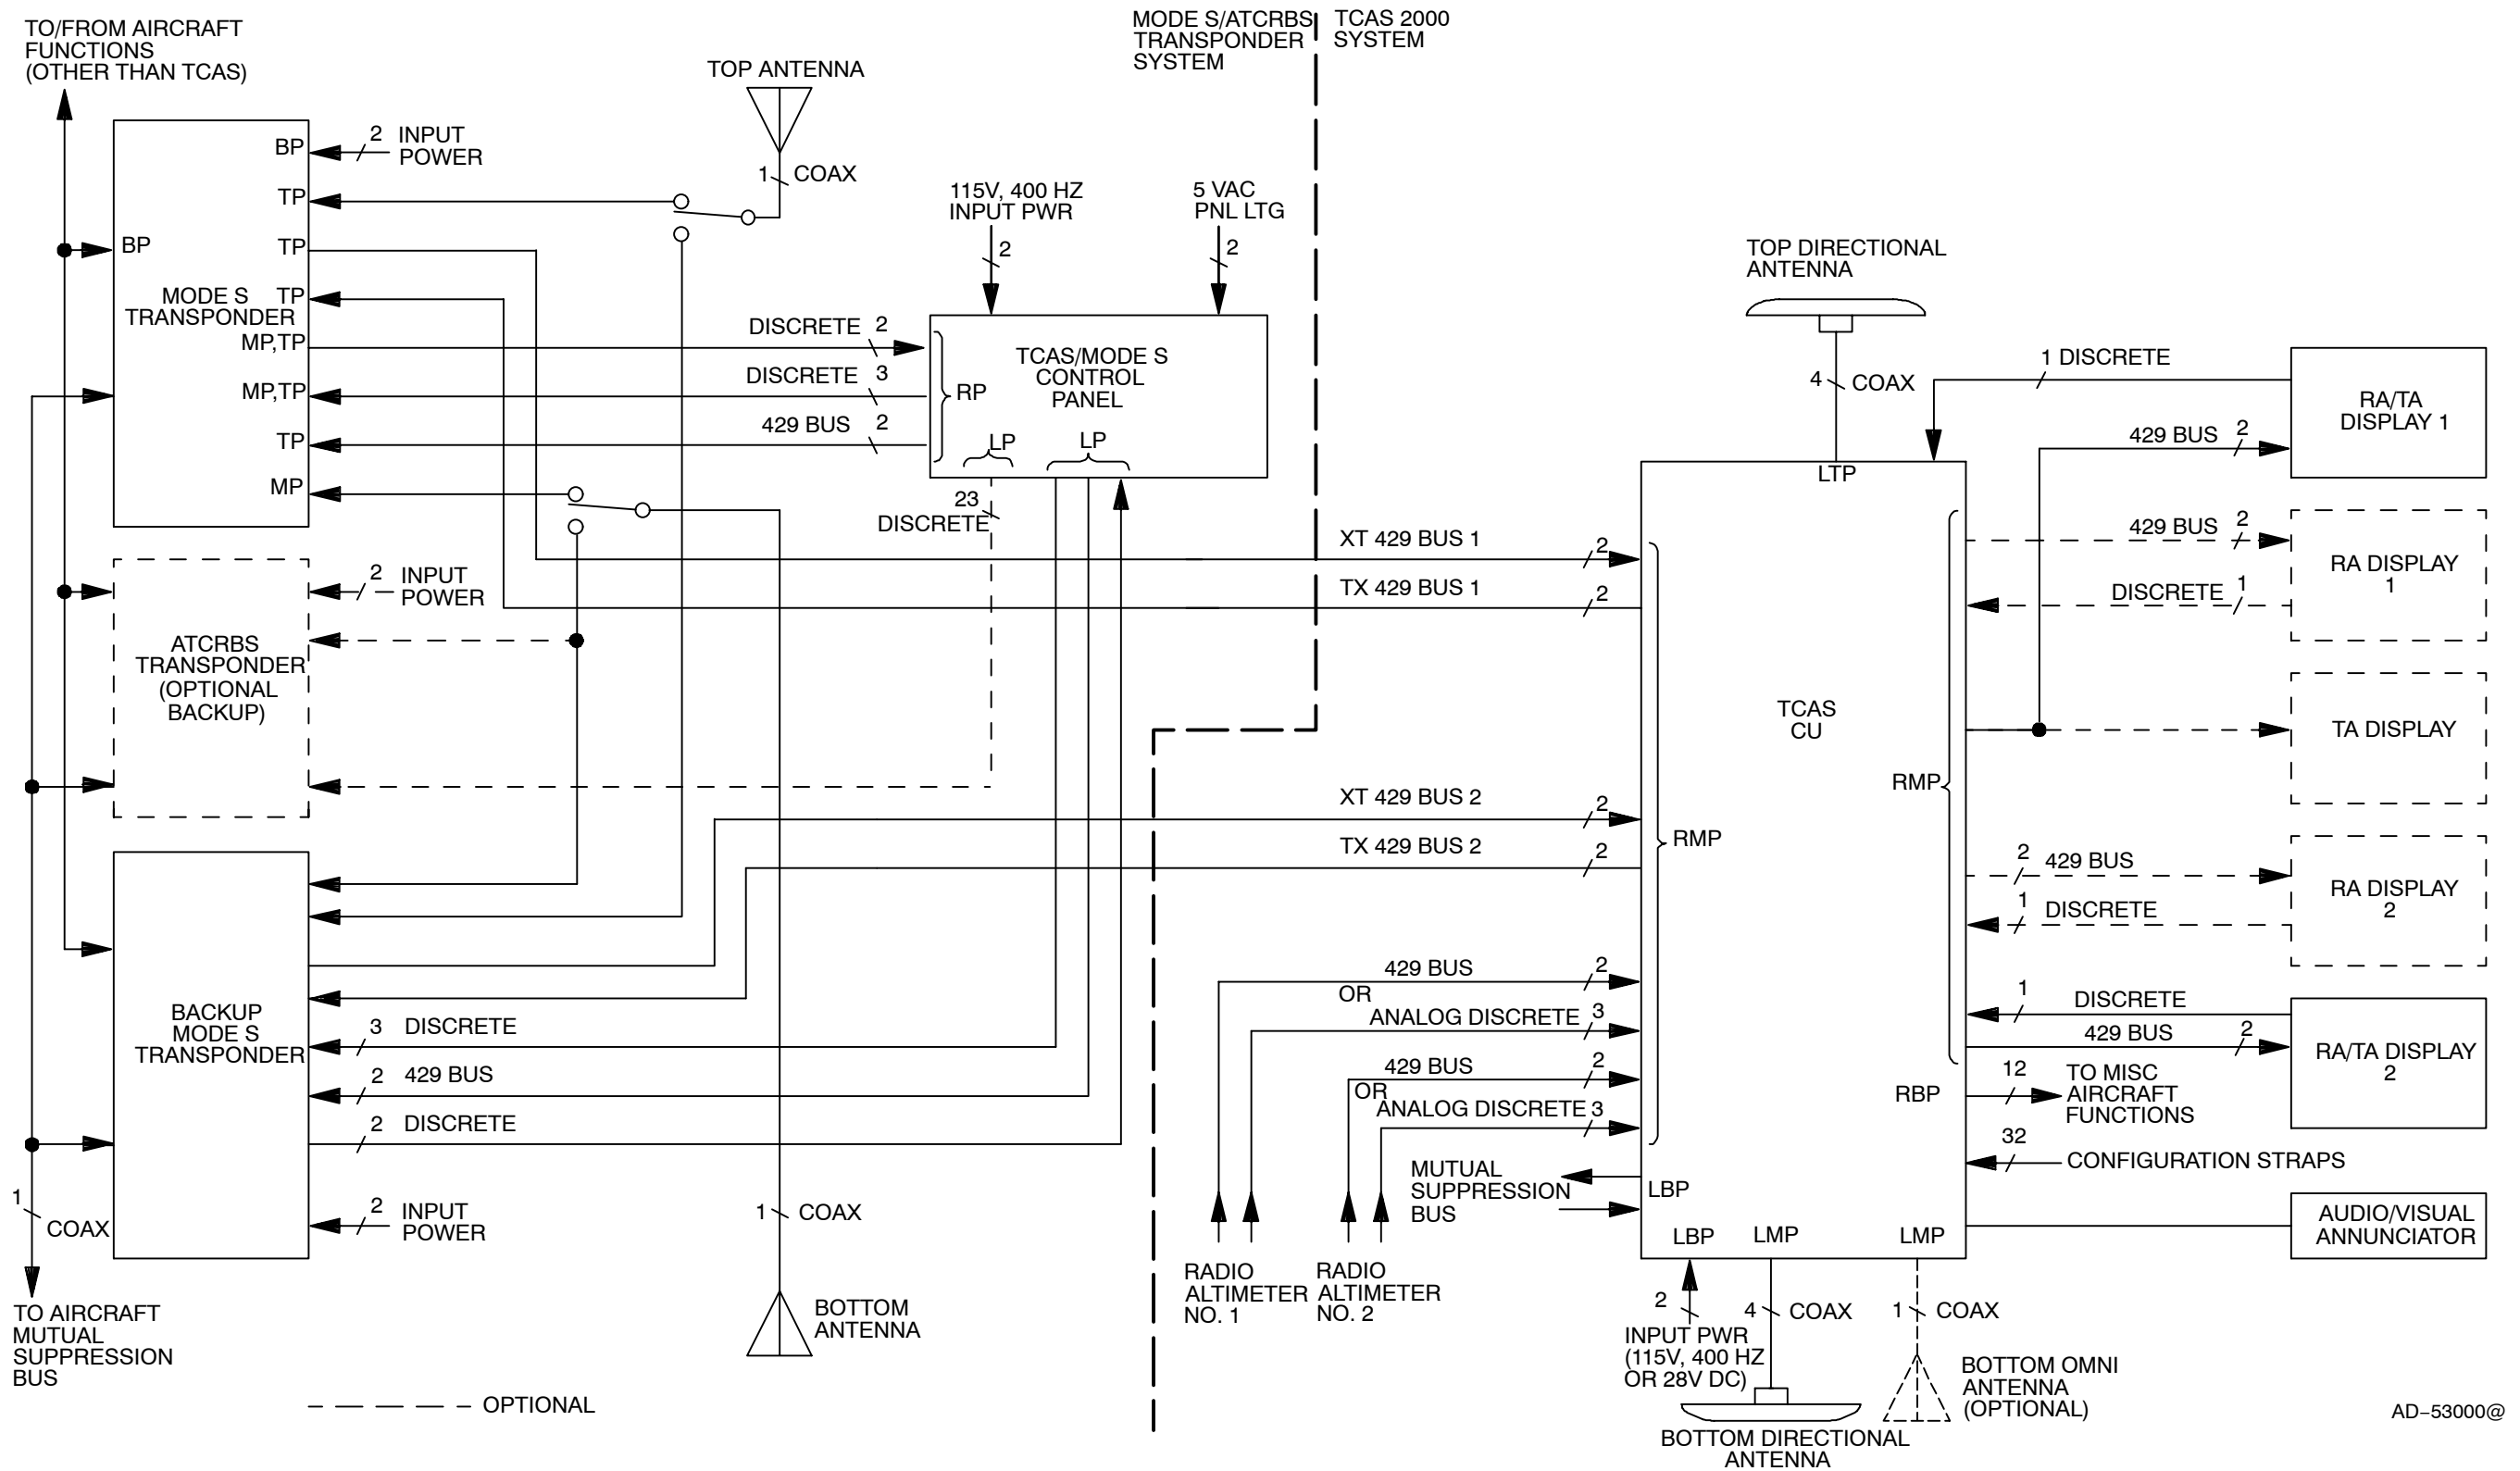 TO/FROM AIRCRAFT
FUNCTIONS
(OTHER THAN TCAS)
MODE S/ATCRBS
TRANSPONDER
SYSTEM
TCAS 2000
SYSTEM
TOP ANTENNA
1
COAX
BP
2
INPUT
POWER
TP
BP
TP
MODE S
TRANSPONDER
TP
MP,TP
MP,TP
TP
MP
115V, 400 HZ
INPUT PWR
2
5 VAC
PNL LTG
2
DISCRETE
2
DISCRETE
3
429 BUS
2
RP
TCAS/MODE S
CONTROL
PANEL
LP
LP
23
DISCRETE
TOP DIRECTIONAL
ANTENNA
4
COAX
1 DISCRETE
RA/TA
DISPLAY 1
429 BUS
2
LTP
XT 429 BUS 1
2
TX 429 BUS 1
2
429 BUS
2
DISCRETE
1
RA DISPLAY
1
2
INPUT
POWER
ATCRBS
TRANSPONDER
(OPTIONAL
BACKUP)
TCAS
CU
TA DISPLAY
RMP
XT 429 BUS 2
2
TX 429 BUS 2
2
RMP
2
429 BUS
1
DISCRETE
RA DISPLAY
2
BACKUP
MODE S
TRANSPONDER
3
DISCRETE
2
429 BUS
2
DISCRETE
2
INPUT
POWER
429 BUS
2
OR
ANALOG DISCRETE
3
429 BUS
2
OR
ANALOG DISCRETE
3
1
DISCRETE
429 BUS
2
RA/TA DISPLAY
2
RBP
12
TO MISC
AIRCRAFT
FUNCTIONS
32
CONFIGURATION STRAPS
MUTUAL
SUPPRESSION
BUS
LBP
LBP
LMP
LMP
AUDIO/VISUAL
ANNUNCIATOR
1
COAX
1
COAX
TO AIRCRAFT
MUTUAL
SUPPRESSION
BUS
BOTTOM
ANTENNA
RADIO
ALTIMETER
NO. 1
RADIO
ALTIMETER
NO. 2
2
INPUT PWR
(115V, 400 HZ
OR 28V DC)
4
COAX
1
COAX
BOTTOM OMNI
ANTENNA
(OPTIONAL)
BOTTOM DIRECTIONAL
ANTENNA
OPTIONAL
AD–53000@